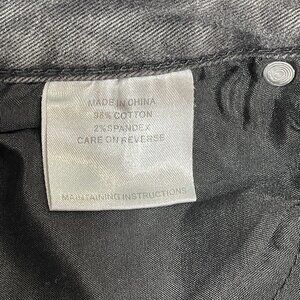 MADE IN CHINA
98% COTTON
2% SPANDEX
CARE ON REVERSE
MAINTAINING INSTRUCTIONS